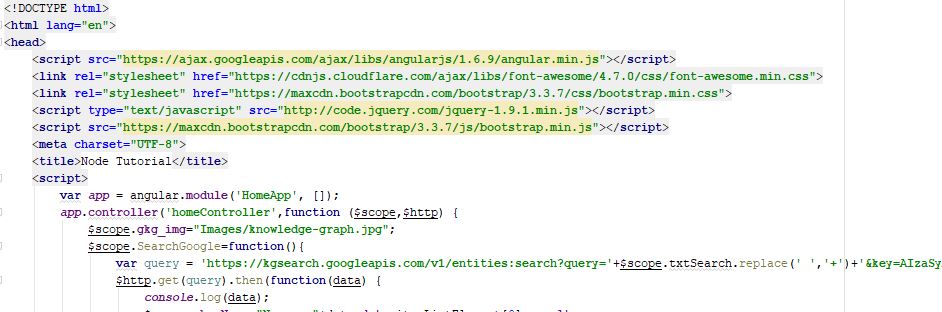 <!DOCTYPE html>
<html lang="en">
<head>
<script src="https://ajax.googleapis.com/ajax/libs/angularjs/1.6.9/angular.min.js"></script>
<link rel="stylesheet" href="https://cdnjs.cloudflare.com/ajax/libs/font-awesome/4.7.0/css/font-awesome.min.css">
<link rel="stylesheet" href="https://maxcdn.bootstrapcdn.com/bootstrap/3.3.7/css/bootstrap.min.css">
<script type="text/javascript" src="http://code.jquery.com/jquery-1.9.1.min.js"></script>
<script src="https://maxcdn.bootstrapcdn.com/bootstrap/3.3.7/js/bootstrap.min.js"></script>
<meta charset="UTF-8">
<title>Node Tutorial</title>
<script>
var app = angular.module('HomeApp', []);
app.controller('homeController',function ($scope,$http) {
$scope.gkg_img="Images/knowledge-graph.jpg";
$scope.SearchGoogle=function(){
var query = 'https://kgsearch.googleapis.com/v1/entities:search?query='+$scope.txtSearch.replace(' ','+')+'&key=AIzaSy
$http.get(query).then(function(data) {
console.log(data);